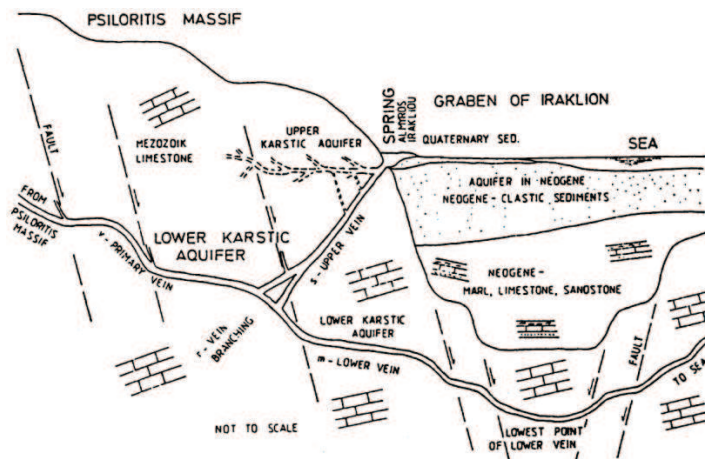 PSILORITIS MASSIF
SPRING
ALMYROS
IRAKLIOU
GRABEN OF IRAKLION
QUATERNARY SED.
SEA
FAULT
MEZOZOIK
LIMESTONE
UPPER
KARSTIC AQUIFER
AQUIFER IN NEOGENE
NEOGENE-CLASTIC SEDIMENTS
FROM
PSILORITIS
MASSIF
v-PRIMARY VEIN
LOWER KARSTIC
AQUIFER
s-UPPER VEIN
NEOGENE-
MARL, LIMESTONE, SANOSTONE
r-VEIN
BRANCHING
LOWER KARSTIC
AQUIFER
m-LOWER VEIN
FAULT
TO SEA
NOT TO SCALE
LOWEST POINT
OF LOWER VEIN